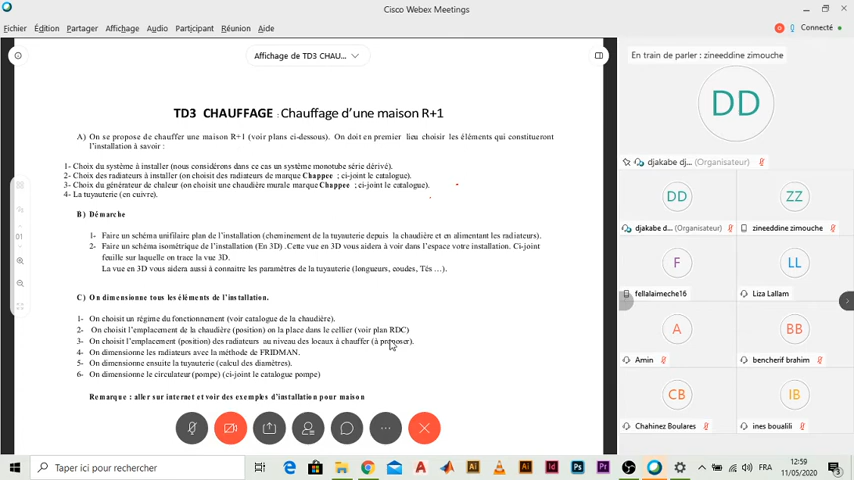 Cisco Webex Meetings
Fichier Édition Partager Affichage Audio Participant Réunion Aide
Connecté
Affichage de TD3 CHAU...
En train de parler : zineeddine zimouche
TD3 CHAUFFAGE : Chauffage d'une maison R+1
A) On se propose de chauffer une maison R+1 (voir plans ci-dessous). On doit en premier lieu choisir les éléments qui constitueront
l'installation à savoir :
1- Choix du système à installer (nous considérons dans ce cas un système monotube série dérivé).
2- Choix des radiateurs à installer (on choisit des radiateurs de marque Chappee ; ci-joint le catalogue).
3- Choix du générateur de chaleur (on choisit une chaudière murale marque Chappee ; ci-joint le catalogue).
4- La tuyauterie (en cuivre).
B) Démarche
1- Faire un schéma unifilaire plan de l'installation (cheminement de la tuyauterie depuis la chaudière et en alimentant les radiateurs).
2- Faire un schéma isométrique de l'installation (En 3D) .Cette vue en 3D vous aidera à voir dans l'espace votre installation. Ci-joint
feuille sur laquelle on trace la vue 3D.
La vue en 3D vous aidera aussi à connaitre les paramètres de la tuyauterie (longueurs, coudes, Tés ...).
C) On dimensionne tous les éléments de l'installation.
1- On choisit un régime du fonctionnement (voir catalogue de la chaudière).
2- On choisit l'emplacement de la chaudière (position) on la place dans le cellier (voir plan RDC)
3- On choisit l'emplacement (position) des radiateurs au niveau des locaux à chauffer (à proposer).
4- On dimensionne les radiateurs avec la méthode de FRIDMAN.
5- On dimensionne ensuite la tuyauterie (calcul des diamètres).
6- On dimensionne le circulateur (pompe) (ci-joint le catalogue pompe)
Remarque : aller sur internet et voir des exemples d'installation pour maison
01
DD
djakabe dj... (Organisateur)
DD
djakabe d... (Organisateur)
ZZ
zineeddine zimouche
F
fellalaimeche16
LL
Liza Lallam
A
Amin
BB
bencherif brahim
CB
Chahinez Boulares
IB
ines boualili
Taper ici pour rechercher
FRA
12:59
11/05/2020
3